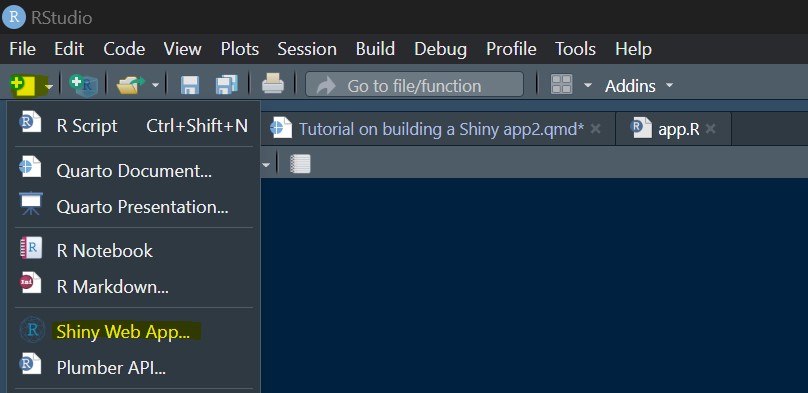 R RStudio
File Edit Code View Plots Session Build Debug Profile Tools Help
R Go to file/function Addins
R R Script Ctrl+Shift+N Tutorial on building a Shiny app2.qmd* × R app.R ×
Quarto Document...
Quarto Presentation...
R R Notebook
Rmd R Markdown...
R Shiny Web App...
R Plumber API...